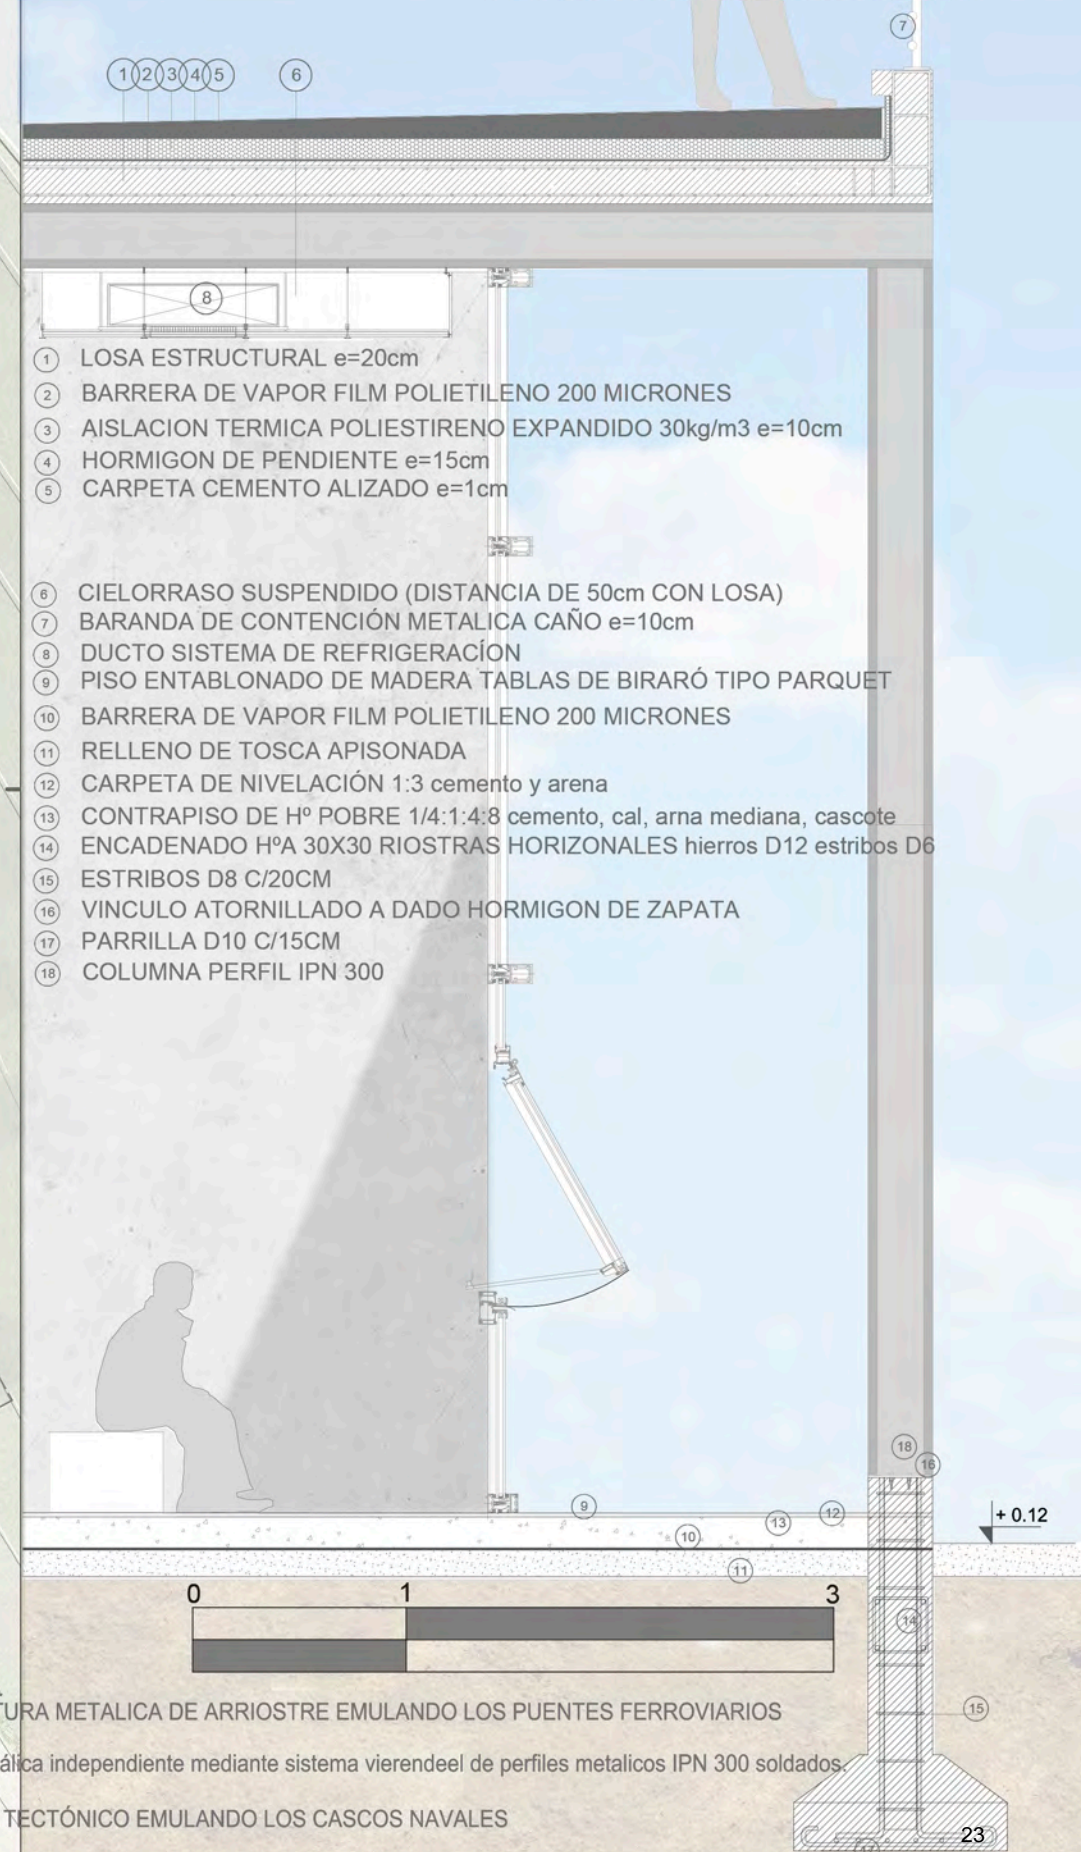 7
1 2 3 4 5 6
8
1 LOSA ESTRUCTURAL e=20cm
2 BARRERA DE VAPOR FILM POLIETILENO 200 MICRONES
3 AISLACION TERMICA POLIESTIRENO EXPANDIDO 30kg/m3 e=10cm
4 HORMIGON DE PENDIENTE e=15cm
5 CARPETA CEMENTO ALIZADO e=1cm
6 CIELORRASO SUSPENDIDO (DISTANCIA DE 50cm CON LOSA)
7 BARANDA DE CONTENCIÓN METALICA CAÑO e=10cm
8 DUCTO SISTEMA DE REFRIGERACÍON
9 PISO ENTABLONADO DE MADERA TABLAS DE BIRARÓ TIPO PARQUET
10 BARRERA DE VAPOR FILM POLIETILENO 200 MICRONES
11 RELLENO DE TOSCA APISONADA
12 CARPETA DE NIVELACIÓN 1:3 cemento y arena
13 CONTRAPISO DE Hº POBRE 1/4:1:4:8 cemento, cal, arna mediana, cascote
14 ENCADENADO HºA 30X30 RIOSTRAS HORIZONALES hierros D12 estribos D6
15 ESTRIBOS D8 C/20CM
16 VINCULO ATORNILLADO A DADO HORMIGON DE ZAPATA
17 PARRILLA D10 C/15CM
18 COLUMNA PERFIL IPN 300
18
16
9 12
13
10
+ 0.12
11
0 1 3
14
TURA METALICA DE ARRIOSTRE EMULANDO LOS PUENTES FERROVIARIOS
15
álica independiente mediante sistema vierendeel de perfiles metalicos IPN 300 soldados.
TECTÓNICO EMULANDO LOS CASCOS NAVALES
23
17